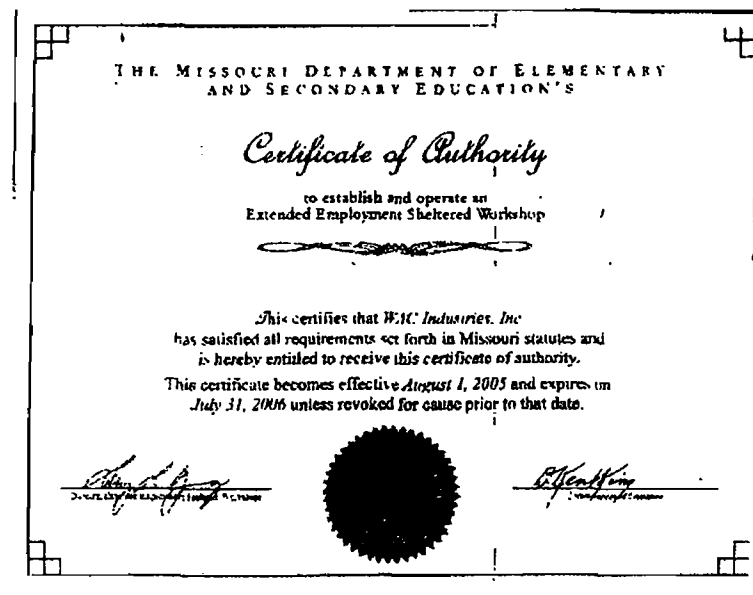 THE MISSOURI DEPARTMENT OF ELEMENTARY
AND SECONDARY EDUCATION'S
Certificate of Authority
to establish and operate an
Extended Employment Sheltered Workshop
This certifies that WAC Industries, Inc
has satisfied all requirements set forth in Missouri statutes and
is hereby entitled to receive this certificate of authority.
This certificate becomes effective August 1, 2005 and expires on
July 31, 2006 unless revoked for cause prior to that date.